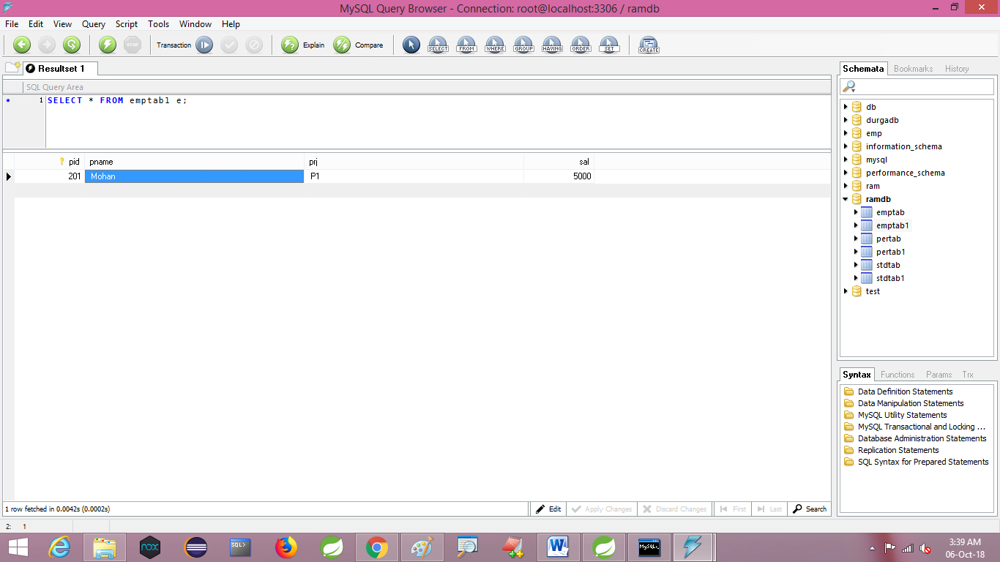 MySQL Query Browser - Connection: root@localhost:3306 / ramdb
File Edit View Query Script Tools Window Help
STOP Transaction Explain Compare SELECT FROM WHERE GROUP HAVING ORDER SET CREATE
Resultset 1
SQL Query Area
1 SELECT * FROM emptab1 e;
pid pname prj sal
201 Mohan P1 5000
Schemata Bookmarks History
db
durgadb
emp
information_schema
mysql
performance_schema
ram
ramdb
emptab
emptab1
pertab
pertab1
stdtab
stdtab1
test
Syntax Functions Params Trx
Data Definition Statements
Data Manipulation Statements
MySQL Utility Statements
MySQL Transactional and Locking ...
Database Administration Statements
Replication Statements
SQL Syntax for Prepared Statements
1 row fetched in 0.0042s (0.0002s) Edit Apply Changes Discard Changes First Last Search
2: 1
nox SQL> W MySQL>
3:39 AM
06-Oct-18